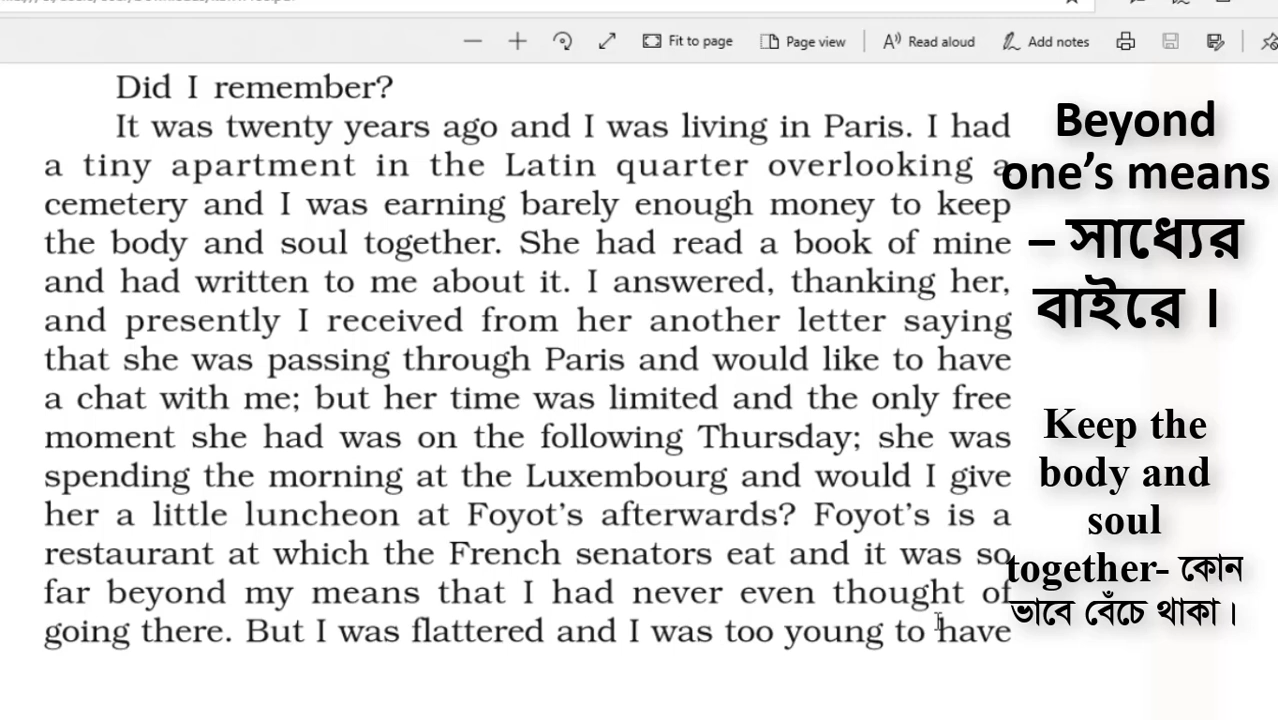 Fit to page
Page view
Read aloud
Add notes
Did I remember?
It was twenty years ago and I was living in Paris. I had
a tiny apartment in the Latin quarter overlooking a
cemetery and I was earning barely enough money to keep
the body and soul together. She had read a book of mine
and had written to me about it. I answered, thanking her,
and presently I received from her another letter saying
that she was passing through Paris and would like to have
a chat with me; but her time was limited and the only free
moment she had was on the following Thursday; she was
spending the morning at the Luxembourg and would I give
her a little luncheon at Foyot's afterwards? Foyot's is a
restaurant at which the French senators eat and it was so
far beyond my means that I had never even thought of
going there. But I was flattered and I was too young to have
Beyond
one's means
– সাধ্যের
বাইরে ।
Keep the
body and
soul
together- কোন
ভাবে বেঁচে থাকা।